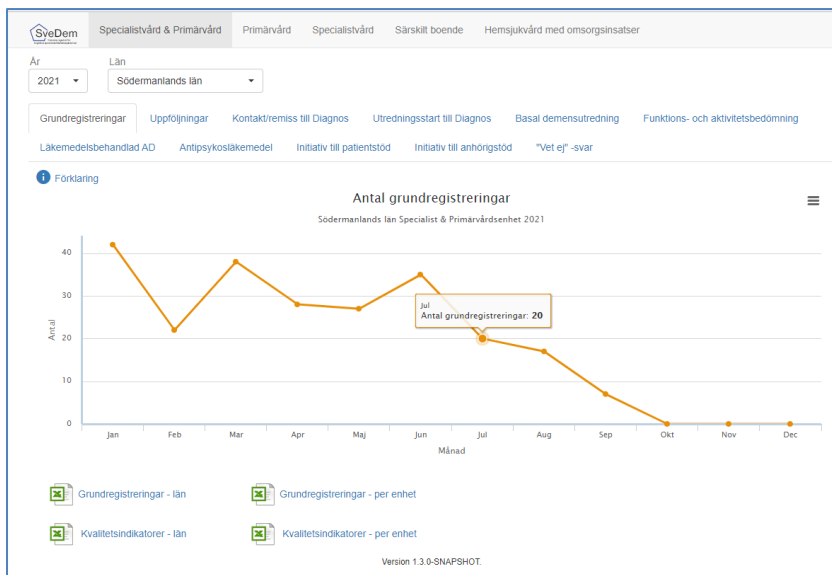 SveDem
Specialistvård & Primärvård
Primärvård
Specialistvård
Särskilt boende
Hemsjukvård med omsorgsinsatser
År
Län
2021
Södermanlands län
Grundregistreringar
Uppföljningar
Kontakt/remiss till Diagnos
Utredningsstart till Diagnos
Basal demensutredning
Funktions- och aktivitetsbedömning
Läkemedelsbehandlad AD
Antipsykosläkemedel
Initiativ till patientstöd
Initiativ till anhörigstöd
"Vet ej" -svar
Förklaring
Antal grundregistreringar
Södermanlands län Specialist & Primärvårdsenhet 2021
Antal
40
30
20
10
0
Jul
Antal grundregistreringar: 20
Jan
Feb
Mar
Apr
Maj
Jun
Jul
Aug
Sep
Okt
Nov
Dec
Månad
Grundregistreringar - län
Grundregistreringar - per enhet
Kvalitetsindikatorer - län
Kvalitetsindikatorer - per enhet
Version 1.3.0-SNAPSHOT.